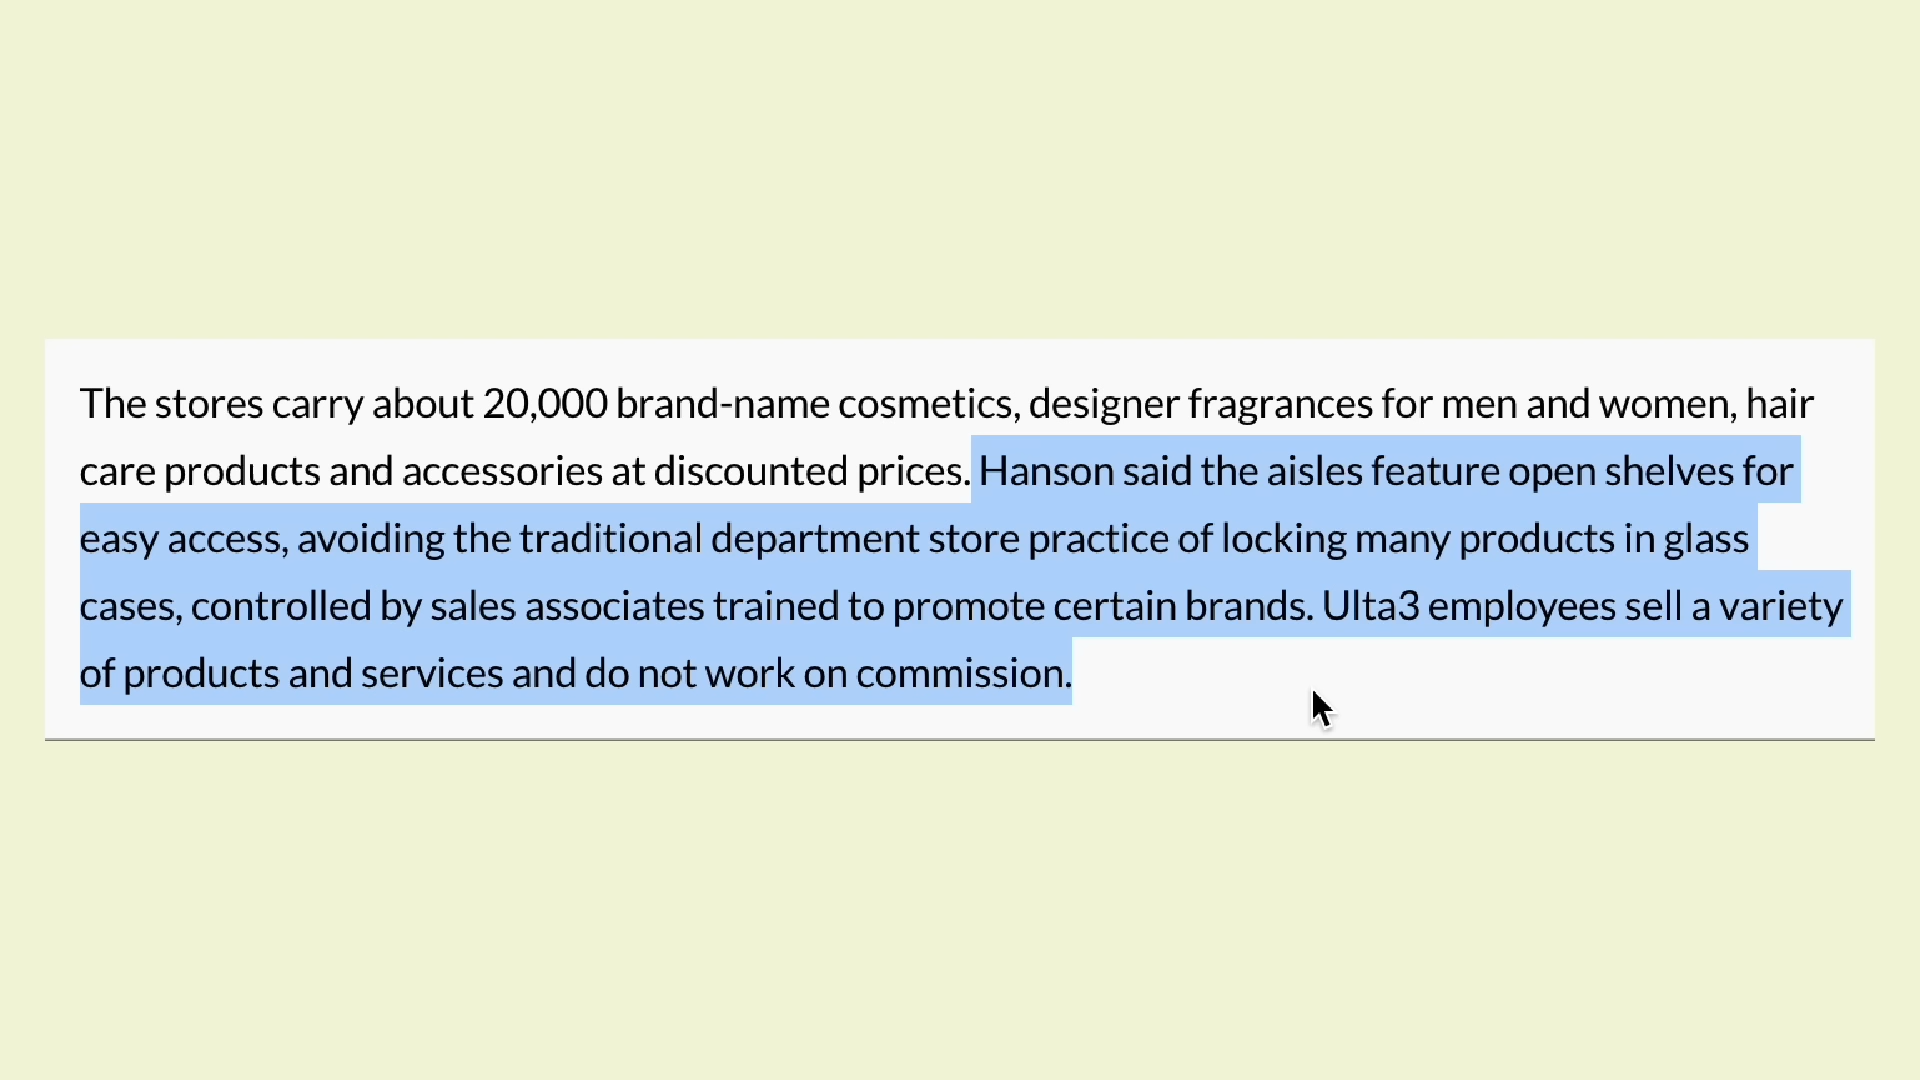 The stores carry about 20,000 brand-name cosmetics, designer fragrances for men and women, hair
care products and accessories at discounted prices. Hanson said the aisles feature open shelves for
easy access, avoiding the traditional department store practice of locking many products in glass
cases, controlled by sales associates trained to promote certain brands. Ulta3 employees sell a variety
of products and services and do not work on commission.